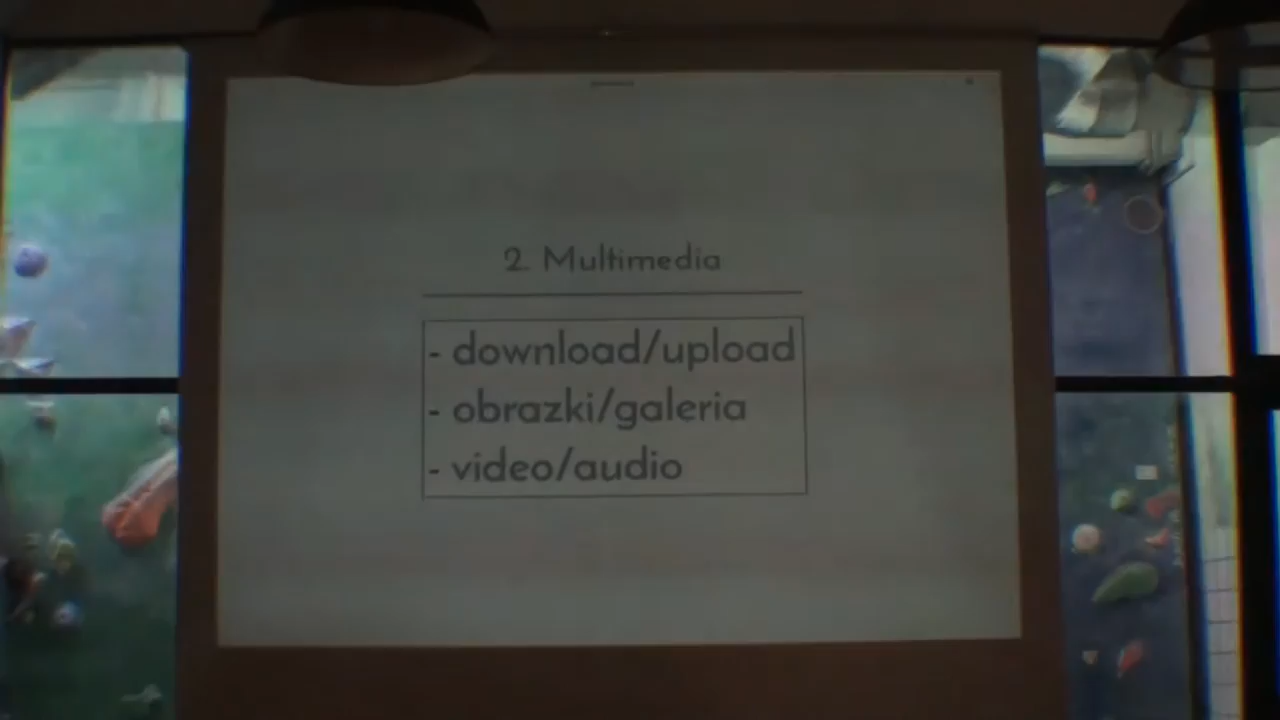 2. Multimedia
- download/upload
- obrazki/galeria
- video/audio